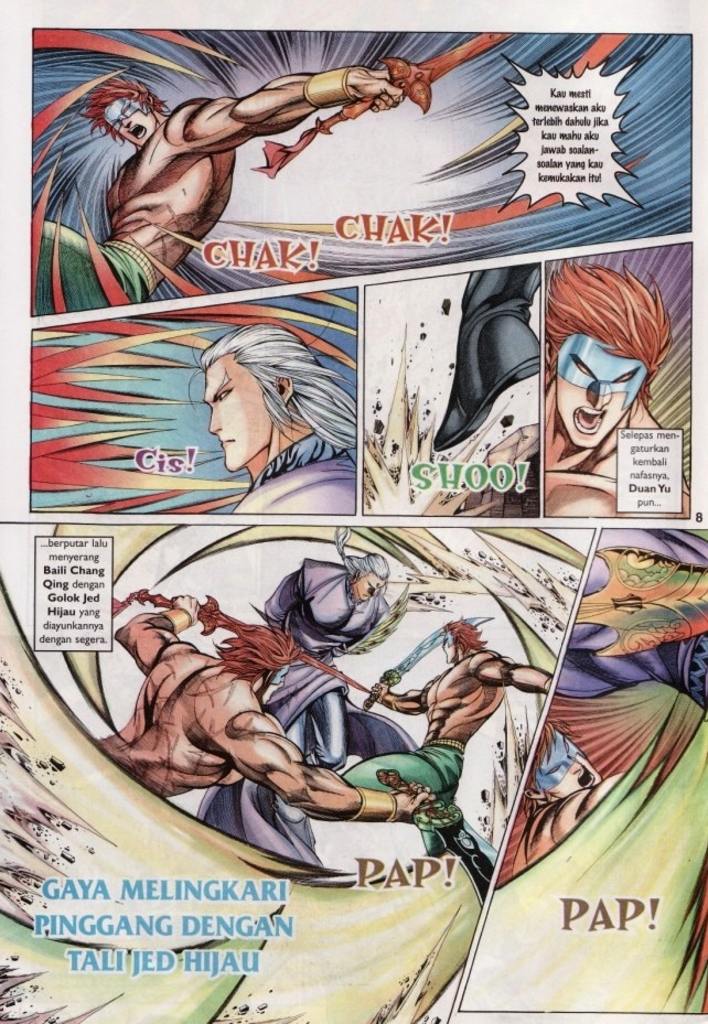 Kau mesti
menewaskan aku
terlebih dahulu jika
kau mahu aku
jawab soalan-
soalan yang kau
kemukakan itu!
CHAK!
CHAK!
Cis!
SHOO!
Selepas men-
gaturkan
kembali
nafasnya,
Duan Yu
pun...
8
...berputar lalu
menyerang
Baili Chang
Qing dengan
Golok Jed
Hijau yang
diayunkannya
dengan segera.
PAP!
PAP!
GAYA MELINGKARI
PINGGANG DENGAN
TALI JED HIJAU